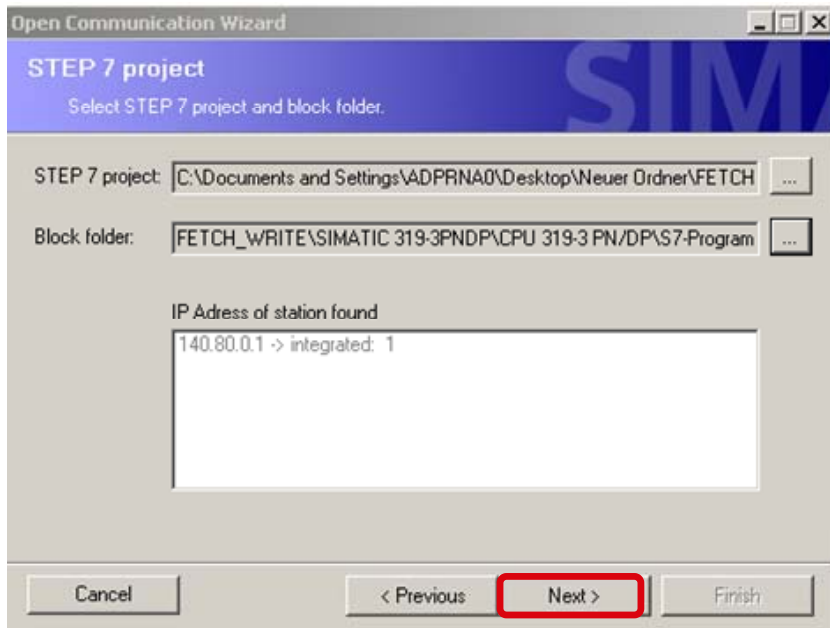 Open Communication Wizard
STEP 7 project
Select STEP 7 project and block folder.
SIM
STEP 7 project: C:\Documents and Settings\ADPRNA0\Desktop\Neuer Ordner\FETCH ...
Block folder: FETCH_WRITE\SIMATIC 319-3PNDP\CPU 319-3 PN/DP\S7-Program ...
IP Adress of station found
140.80.0.1 -> integrated: 1
Cancel < Previous Next > Finish